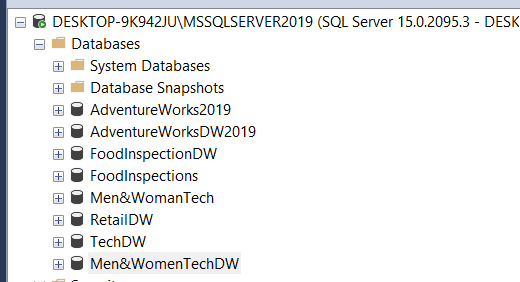 DESKTOP-9K942JU\MSSQLSERVER2019 (SQL Server 15.0.2095.3 - DESK
Databases
System Databases
Database Snapshots
AdventureWorks2019
AdventureWorksDW2019
FoodInspectionDW
FoodInspections
Men&WomanTech
RetailDW
TechDW
Men&WomenTechDW